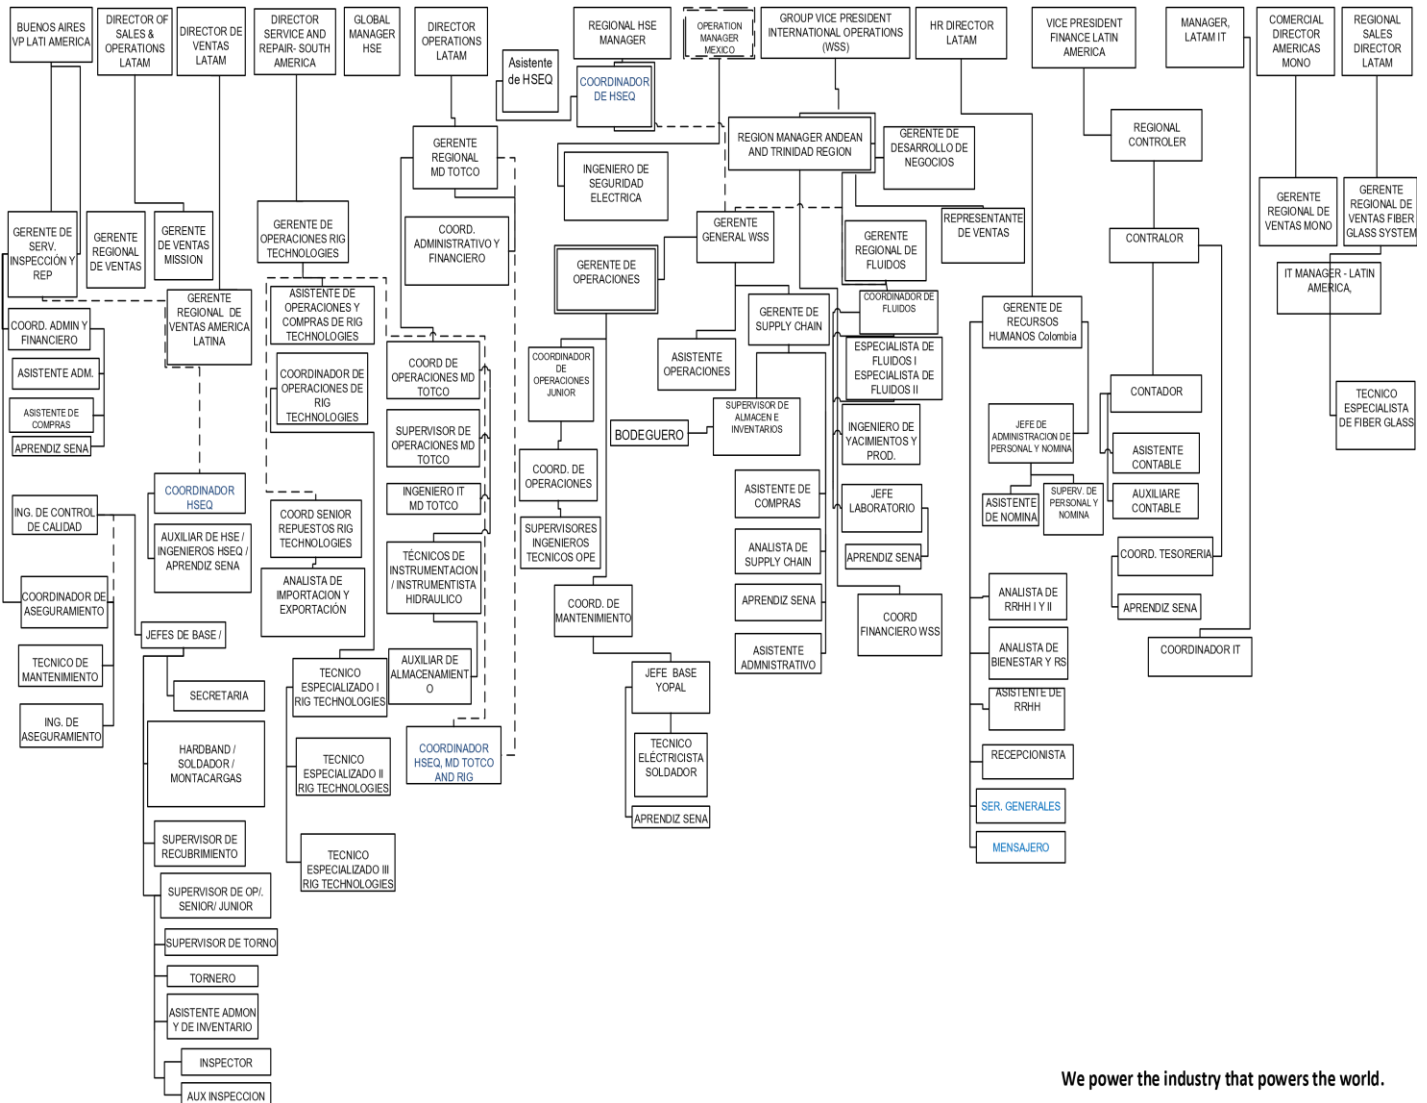 BUENOS AIRES
VP LATI AMERICA
DIRECTOR OF
SALES &
OPERATIONS
LATAM
DIRECTOR DE
VENTAS
LATAM
DIRECTOR
SERVICE AND
REPAIR- SOUTH
AMERICA
GLOBAL
MANAGER
HSE
DIRECTOR
OPERATIONS
LATAM
Asistente
de HSEQ
REGIONAL HSE
MANAGER
COORDINADOR
DE HSEQ
OPERATION
MANAGER
MEXICO
GROUP VICE PRESIDENT
INTERNATIONAL OPERATIONS
(WSS)
HR DIRECTOR
LATAM
VICE PRESIDENT
FINANCE LATIN
AMERICA
MANAGER,
LATAM IT
COMERCIAL
DIRECTOR
AMERICAS
MONO
REGIONAL
SALES
DIRECTOR
LATAM
GERENTE
REGIONAL
MD TOTCO
INGENIERO DE
SEGURIDAD
ELECTRICA
REGION MANAGER ANDEAN
AND TRINIDAD REGION
GERENTE DE
DESARROLLO DE
NEGOCIOS
REGIONAL
CONTROLER
GERENTE DE
SERV.
INSPECCIÓN Y
REP
GERENTE
REGIONAL
DE VENTAS
GERENTE
DE VENTAS
MISSION
GERENTE DE
OPERACIONES RIG
TECHNOLOGIES
COORD.
ADMINISTRATIVO Y
FINANCIERO
GERENTE DE
OPERACIONES
GERENTE
GENERAL WSS
GERENTE
REGIONAL
DE FLUIDOS
REPRESENTANTE
DE VENTAS
CONTRALOR
GERENTE
REGIONAL DE
VENTAS MONO
GERENTE
REGIONAL DE
VENTAS FIBER
GLASS SYSTEM
IT MANAGER - LATIN
AMERICA,
COORD. ADMIN Y
FINANCIERO
ASISTENTE ADM.
ASISTENTE DE
COMPRAS
APRENDIZ SENA
GERENTE
REGIONAL DE
VENTAS AMERICA
LATINA
ASISTENTE DE
OPERACIONES Y
COMPRAS DE RIG
TECHNOLOGIES
COORDINADOR DE
OPERACIONES DE
RIG
TECHNOLOGIES
COORD DE
OPERACIONES MD
TOTCO
SUPERVISOR DE
OPERACIONES MD
TOTCO
INGENIERO IT
MD TOTCO
TÉCNICOS DE
INSTRUMENTACION
/ INSTRUMENTISTA
HIDRAULICO
AUXILIAR DE
ALMACENAMIENT
O
COORDINADOR
HSEQ, MD TOTCO
AND RIG
COORDINADOR
DE
OPERACIONES
JUNIOR
COORD. DE
OPERACIONES
SUPERVISORES
INGENIEROS
TECNICOS OPE
COORD. DE
MANTENIMIENTO
JEFE BASE
YOPAL
TECNICO
ELÉCTRICISTA
SOLDADOR
APRENDIZ SENA
ASISTENTE
OPERACIONES
GERENTE DE
SUPPLY CHAIN
BODEGUERO
SUPERVISOR DE
ALMACEN E
INVENTARIOS
ASISTENTE DE
COMPRAS
ANALISTA DE
SUPPLY CHAIN
APRENDIZ SENA
ASISTENTE
ADMNISTRATIVO
COORDINADOR DE
FLUIDOS
ESPECIALISTA DE
FLUIDOS I
ESPECIALISTA DE
FLUIDOS II
INGENIERO DE
YACIMIENTOS Y
PROD.
JEFE
LABORATORIO
APRENDIZ SENA
COORD
FINANCIERO WSS
GERENTE DE
RECURSOS
HUMANOS Colombia
JEFE DE
ADMINISTRACION DE
PERSONAL Y NOMINA
ASISTENTE
DE NOMINA
SUPERV. DE
PERSONAL Y
NOMINA
ANALISTA DE
RRHH I Y II
ANALISTA DE
BIENESTAR Y RS
ASISTENTE DE
RRHH
RECEPCIONISTA
SER. GENERALES
MENSAJERO
CONTADOR
ASISTENTE
CONTABLE
AUXILIARE
CONTABLE
COORD. TESORERIA
APRENDIZ SENA
COORDINADOR IT
TECNICO
ESPECIALISTA
DE FIBER GLASS
COORDINADOR
HSEQ
AUXILIAR DE HSE /
INGENIEROS HSEQ /
APRENDIZ SENA
ING. DE CONTROL
DE CALIDAD
COORDINADOR DE
ASEGURAMIENTO
TECNICO DE
MANTENIMIENTO
ING. DE
ASEGURAMIENTO
JEFES DE BASE /
SECRETARIA
HARDBAND /
SOLDADOR /
MONTACARGAS
SUPERVISOR DE
RECUBRIMIENTO
SUPERVISOR DE OP/.
SENIOR/ JUNIOR
SUPERVISOR DE TORNO
TORNERO
ASISTENTE ADMON
Y DE INVENTARIO
INSPECTOR
AUX INSPECCION
COORD SENIOR
REPUESTOS RIG
TECHNOLOGIES
ANALISTA DE
IMPORTACION Y
EXPORTACIÓN
TECNICO
ESPECIALIZADO I
RIG TECHNOLOGIES
TECNICO
ESPECIALIZADO II
RIG TECHNOLOGIES
TECNICO
ESPECIALIZADO III
RIG TECHNOLOGIES
We power the industry that powers the world.